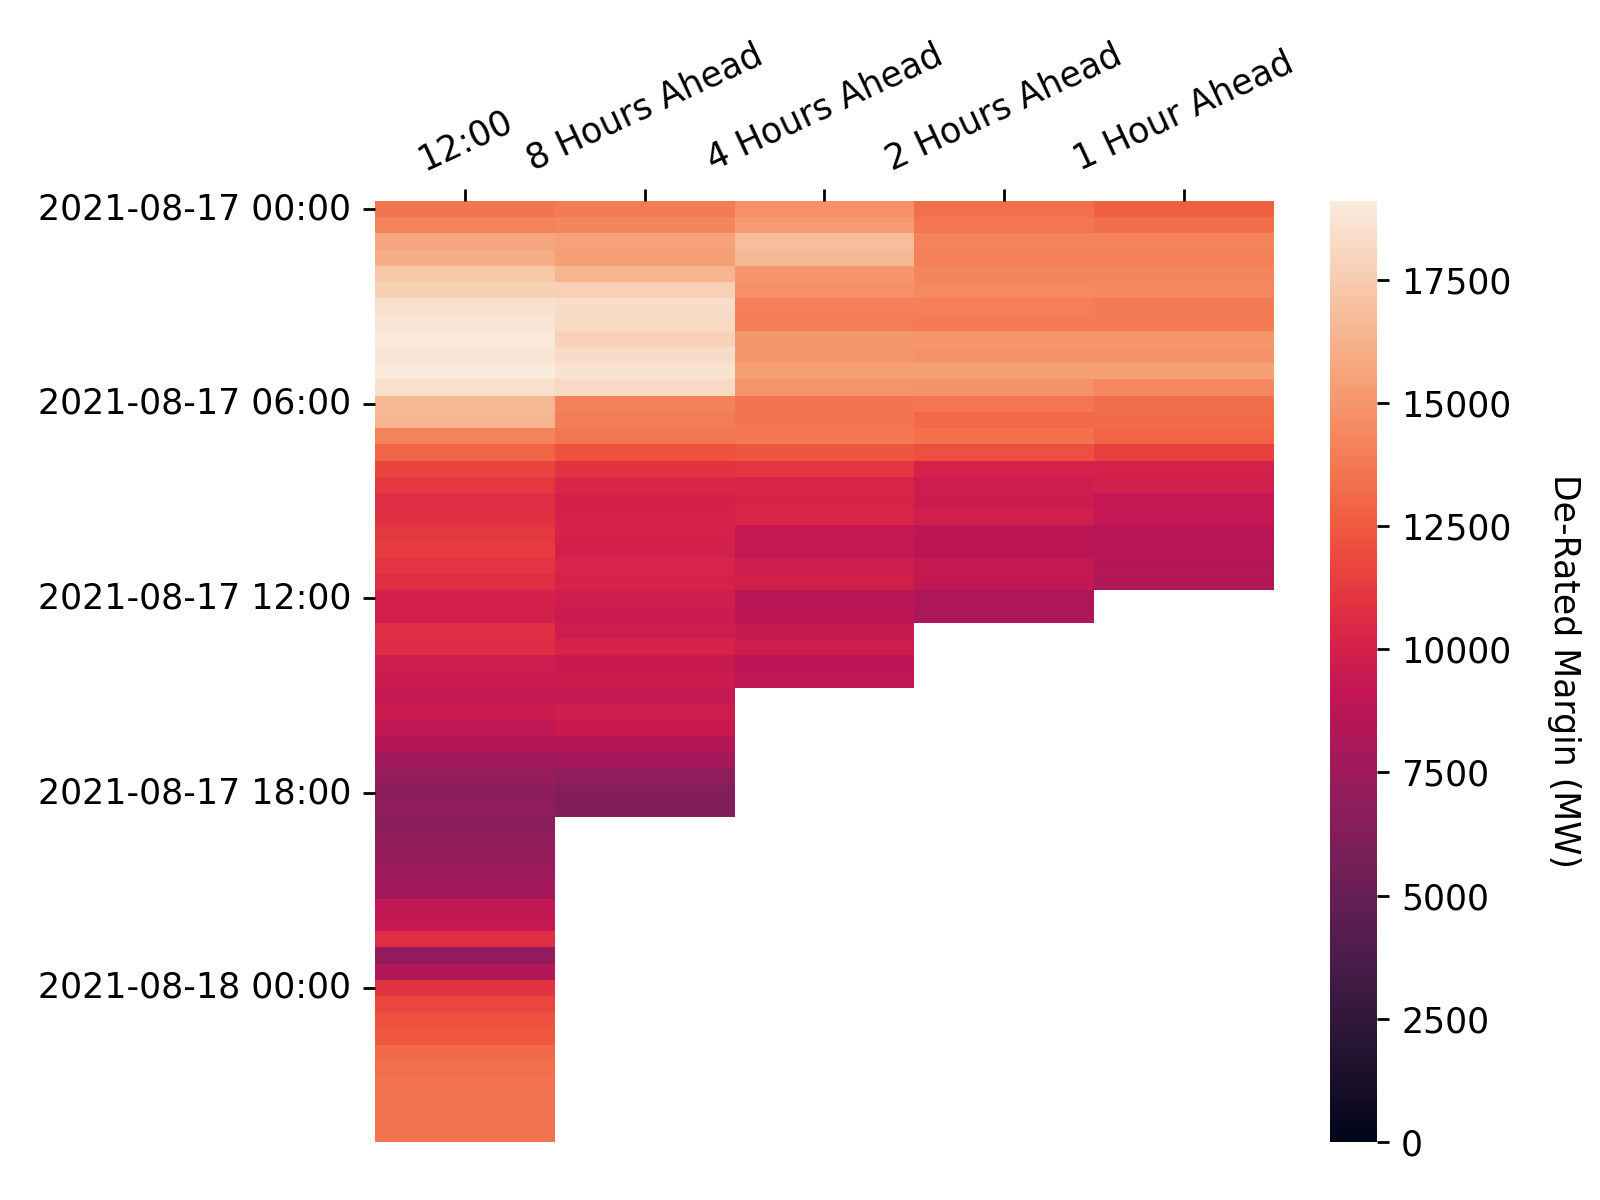 12:00
8 Hours Ahead
4 Hours Ahead
2 Hours Ahead
1 Hour Ahead
2021-08-17 00:00
2021-08-17 06:00
2021-08-17 12:00
2021-08-17 18:00
2021-08-18 00:00
17500
15000
12500
10000
7500
5000
2500
0
De-Rated Margin (MW)